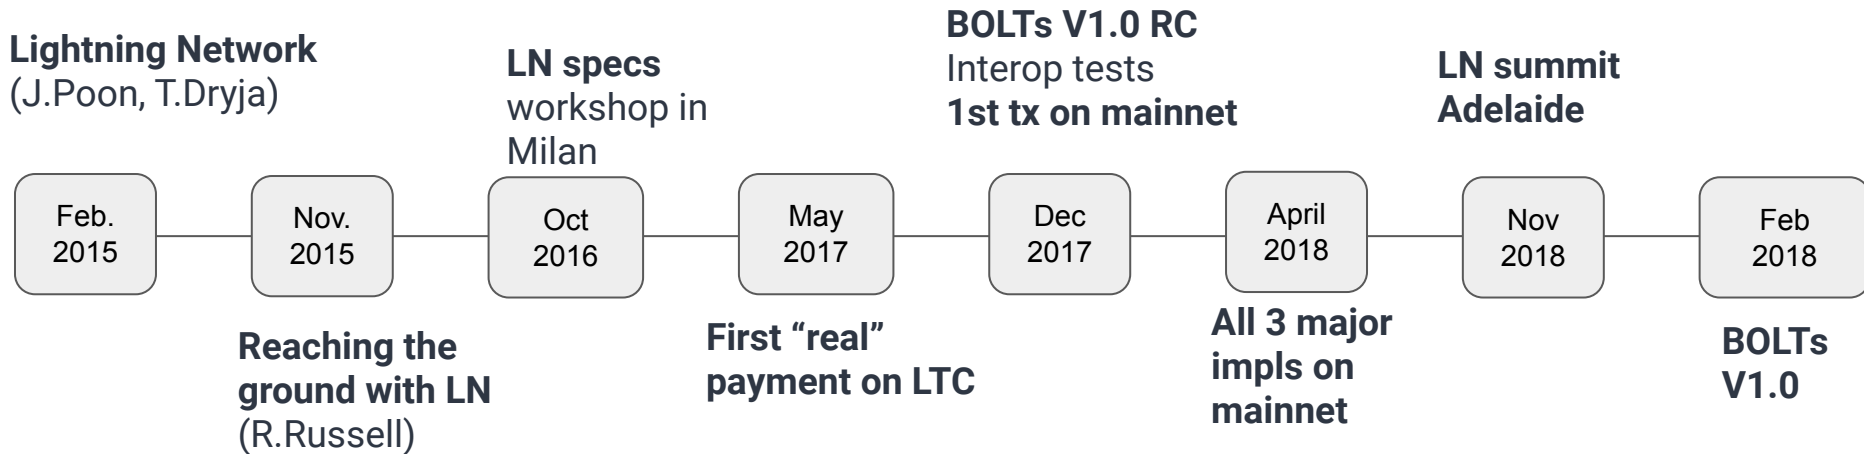 Lightning Network
(J.Poon, T.Dryja)
Feb.
2015
Nov.
2015
Reaching the
ground with LN
(R.Russell)
LN specs
workshop in
Milan
Oct
2016
May
2017
First “real”
payment on LTC
BOLTs V1.0 RC
Interop tests
1st tx on mainnet
Dec
2017
April
2018
All 3 major
impls on
mainnet
LN summit
Adelaide
Nov
2018
Feb
2018
BOLTs
V1.0